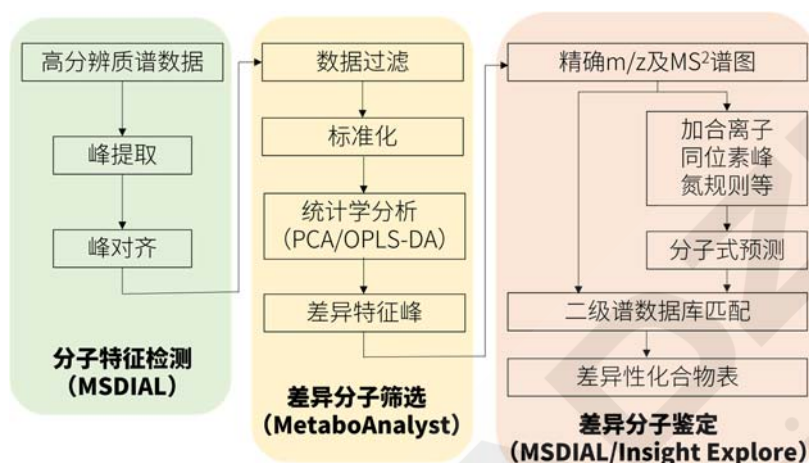 高分辨质谱数据
峰提取
峰对齐
分子特征检测
（MSDIAL）
数据过滤
标准化
统计学分析
（PCA/OPLS-DA）
差异特征峰
差异分子筛选
（MetaboAnalyst）
精确m/z及MS²谱图
加合离子
同位素峰
氮规则等
分子式预测
二级谱数据库匹配
差异性化合物表
差异分子鉴定
（MSDIAL/Insight Explore）